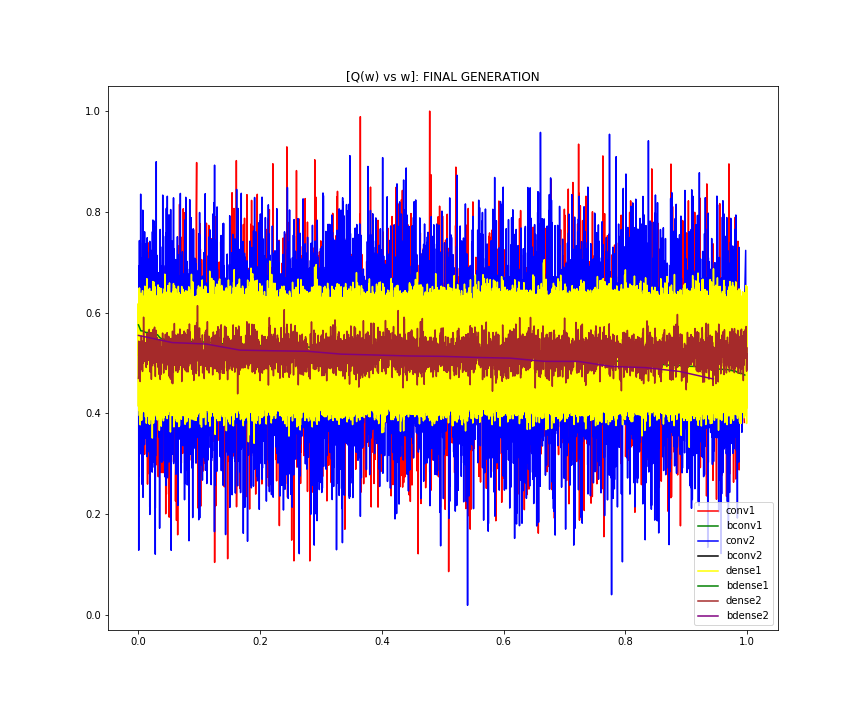 [Q(w) vs w]: FINAL GENERATION
1.0
0.8
0.6
0.4
0.2
0.0
0.0 0.2 0.4 0.6 0.8 1.0
conv1
bconv1
conv2
bconv2
dense1
bdense1
dense2
bdense2